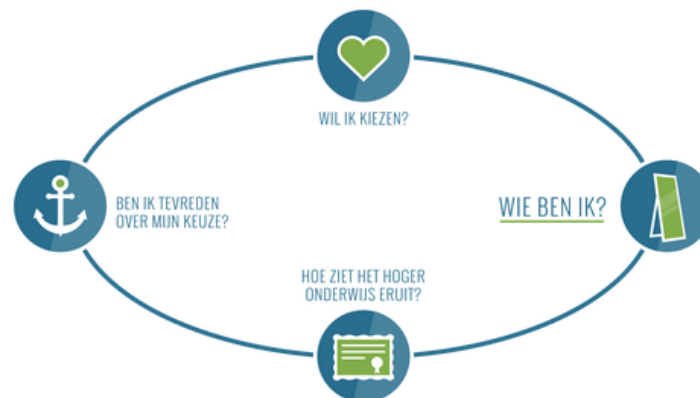 WIL IK KIEZEN?
WIE BEN IK?
BEN IK TEVREDEN
OVER MIJN KEUZE?
HOE ZIET HET HOGER
ONDERWIJS ERUIT?